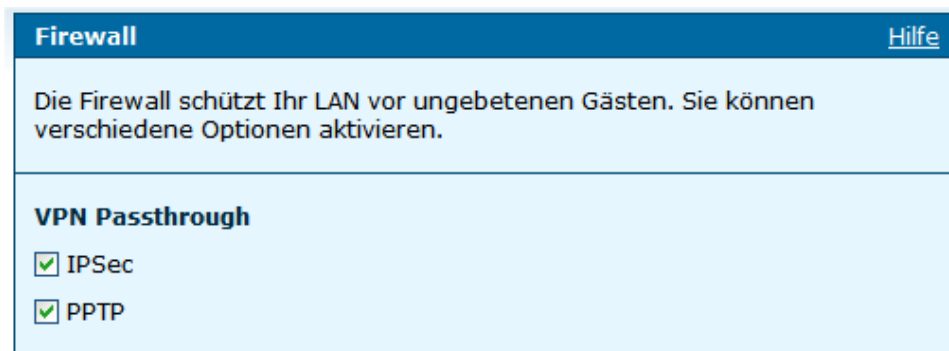 Firewall Hilfe
Die Firewall schützt Ihr LAN vor ungebetenen Gästen. Sie können
verschiedene Optionen aktivieren.
VPN Passthrough
IPSec
PPTP